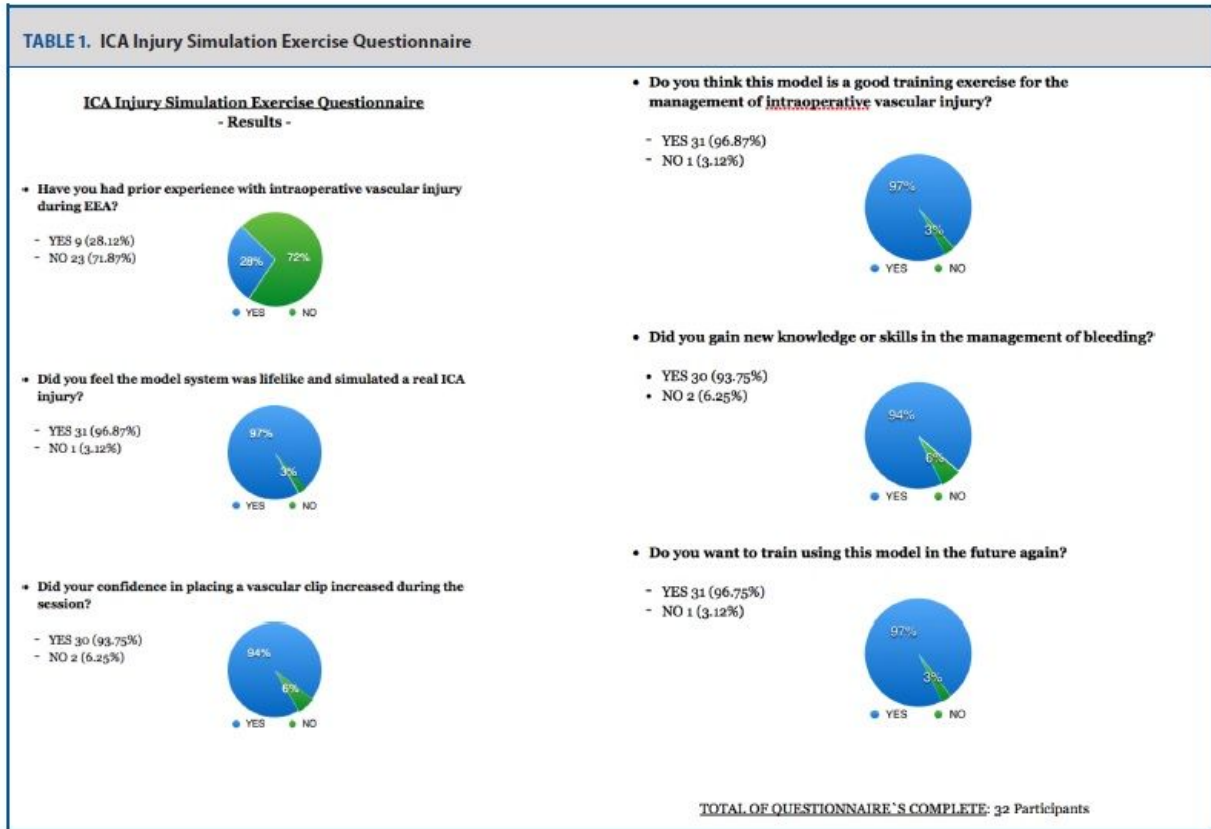 TABLE 1. ICA Injury Simulation Exercise Questionnaire
ICA Injury Simulation Exercise Questionnaire
- Results -
• Have you had prior experience with intraoperative vascular injury
during EEA?
- YES 9 (28.12%)
- NO 23 (71.87%)
28%
72%
YES NO
• Did you feel the model system was lifelike and simulated a real ICA
injury?
- YES 31 (96.87%)
- NO 1 (3.12%)
97%
3%
YES NO
• Did your confidence in placing a vascular clip increased during the
session?
- YES 30 (93.75%)
- NO 2 (6.25%)
94%
6%
YES NO
• Do you think this model is a good training exercise for the
management of intraoperative vascular injury?
- YES 31 (96.87%)
- NO 1 (3.12%)
97%
3%
YES NO
• Did you gain new knowledge or skills in the management of bleeding?
• YES 30 (93.75%)
• NO 2 (6.25%)
94%
6%
YES NO
• Do you want to train using this model in the future again?
- YES 31 (96.75%)
- NO 1 (3.12%)
97%
3%
YES NO
TOTAL OF QUESTIONNAIRE`S COMPLETE: 32 Participants